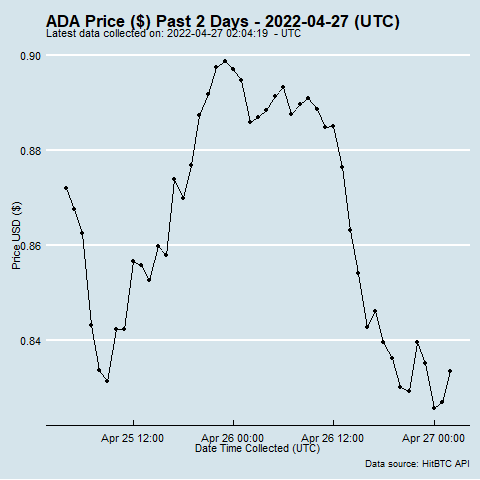 ADA Price ($) Past 2 Days - 2022-04-27 (UTC)
Latest data collected on: 2022-04-27 02:04:19  - UTC
0.90
0.88
0.86
0.84
Price USD ($)
Apr 25 12:00
Apr 26 00:00
Apr 26 12:00
Apr 27 00:00
Date Time Collected (UTC)
Data source: HitBTC API